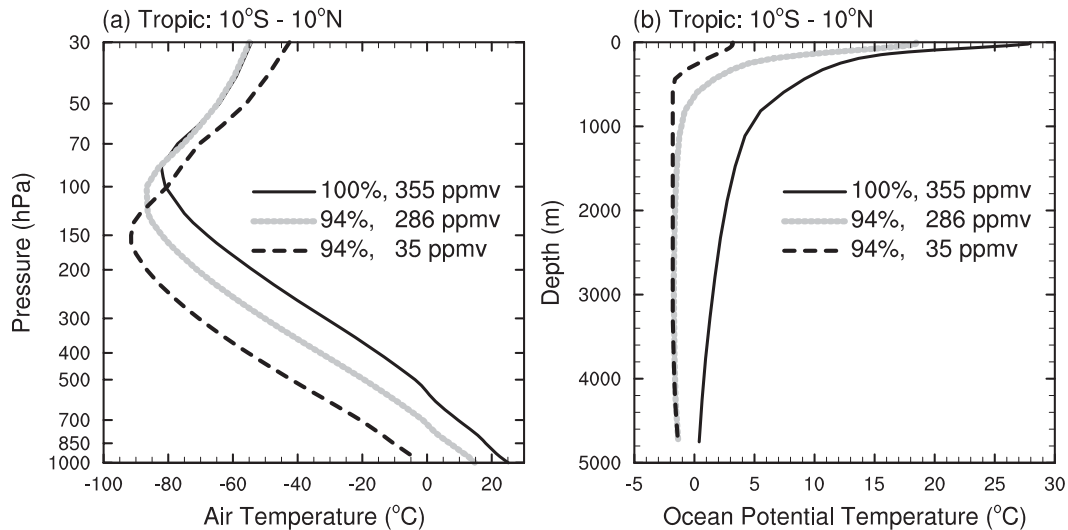 (a) Tropic: 10°S - 10°N
30
50
70
100
150
200
300
400
500
700
850
1000
Pressure (hPa)
100%, 355 ppmv
94%, 286 ppmv
94%, 35 ppmv
-100 -80 -60 -40 -20 0 20
Air Temperature (°C)
(b) Tropic: 10°S - 10°N
0
1000
2000
3000
4000
5000
Depth (m)
100%, 355 ppmv
94%, 286 ppmv
94%, 35 ppmv
-5 0 5 10 15 20 25 30
Ocean Potential Temperature (°C)